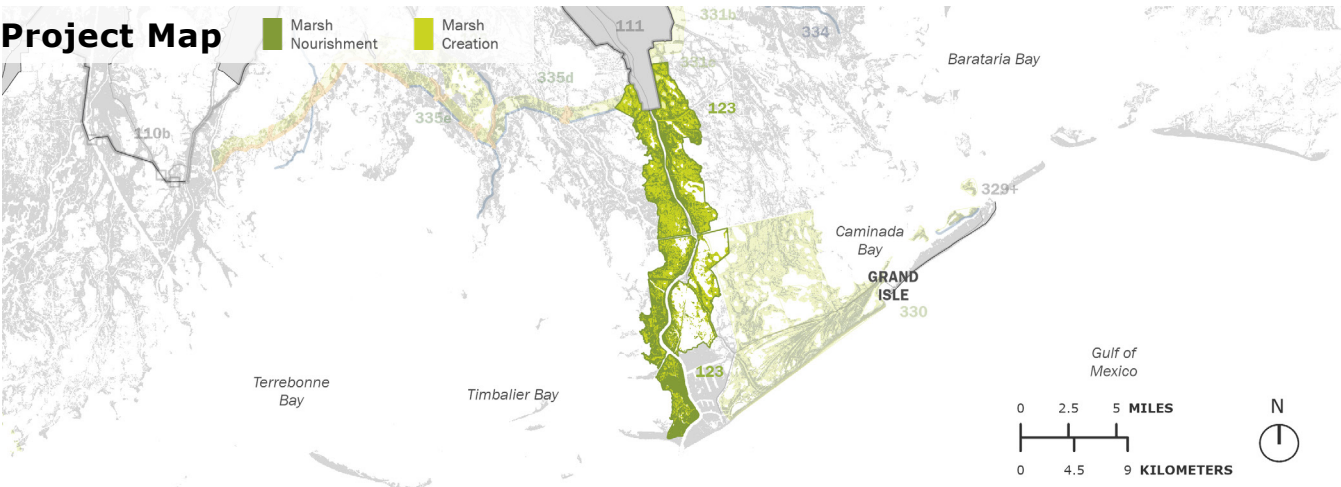 Project Map
Marsh
Nourishment
Marsh
Creation
111
331b
334
Barataria Bay
335d
123
335a
110b
329+
Caminada
Bay
GRAND
ISLE
330
Gulf of
Mexico
123
Terrebonne
Bay
Timbalier Bay
0 2.5 5 MILES
0 4.5 9 KILOMETERS
N